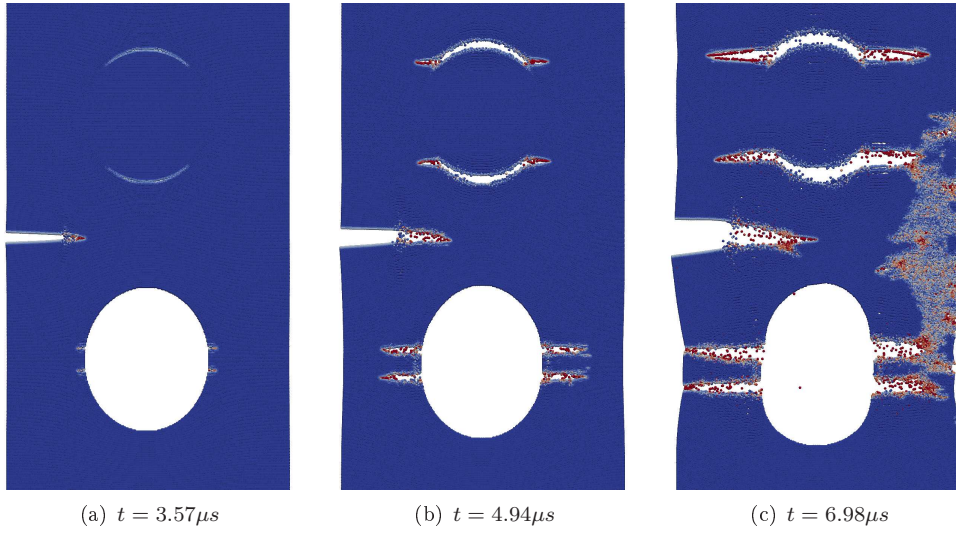 (a) t = 3.57μs
(b) t = 4.94μs
(c) t = 6.98μs